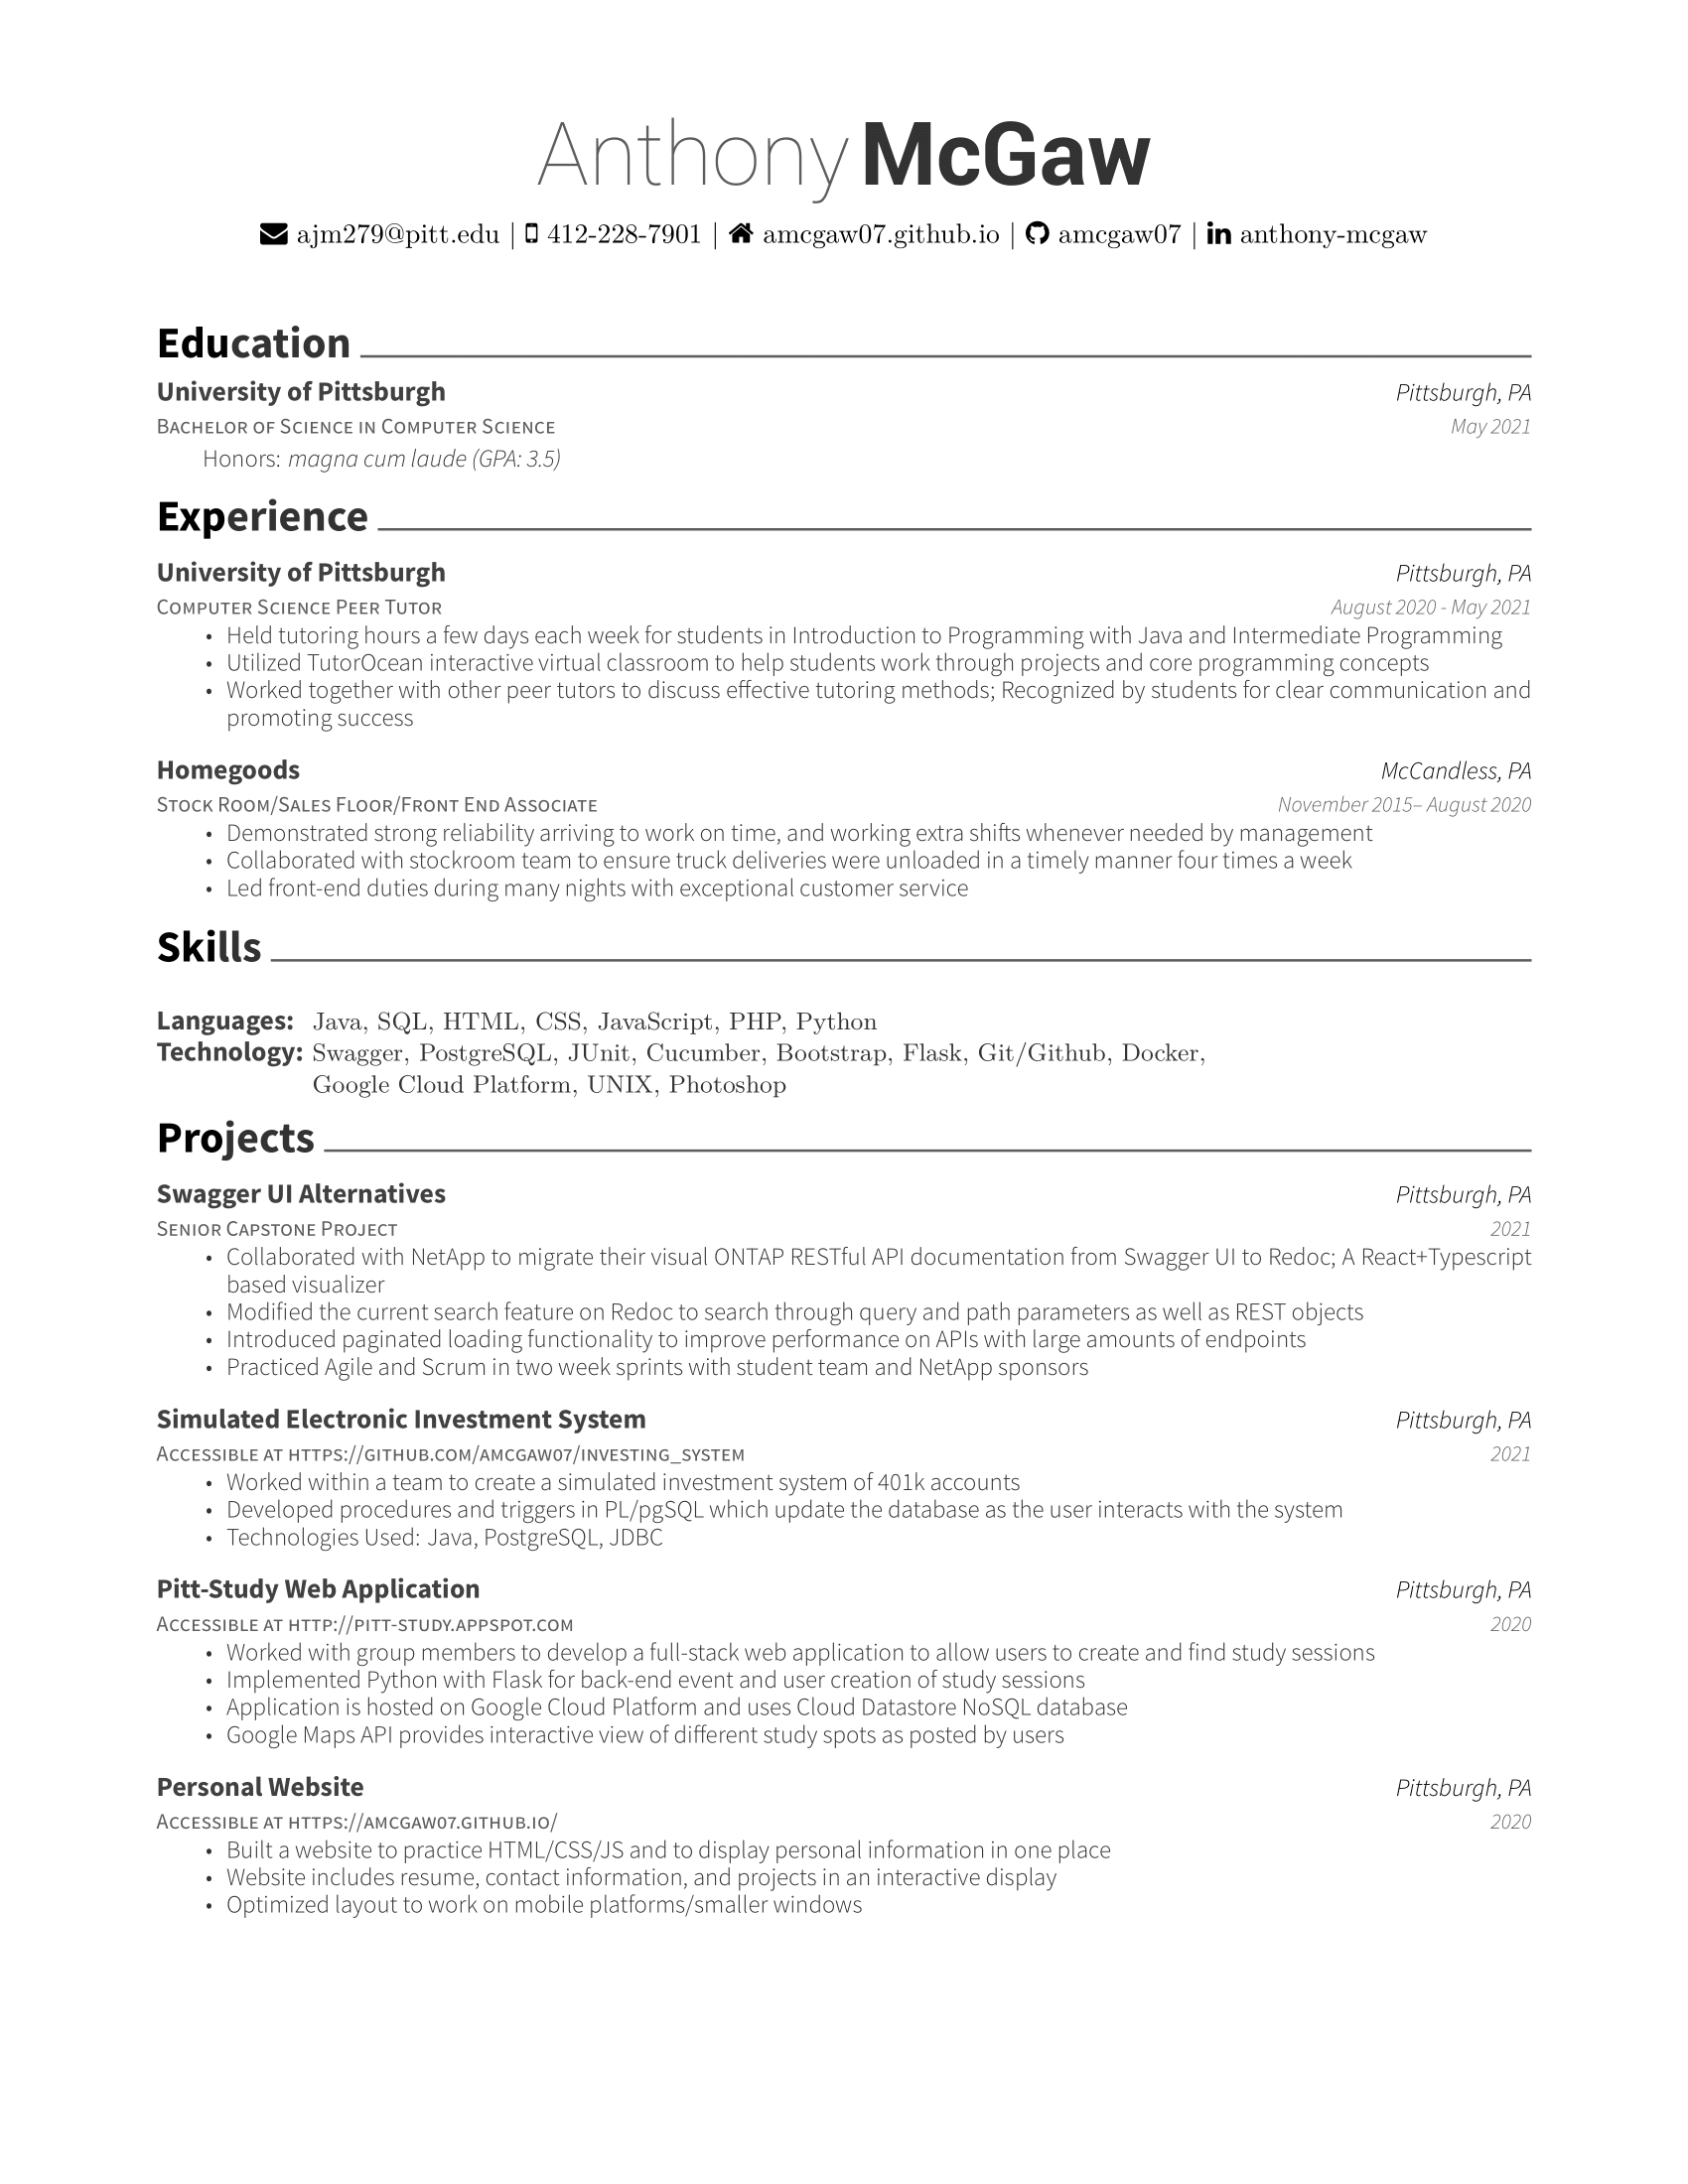 Anthony McGaw
ajm279@pitt.edu | 412-228-7901 | amcgaw07.github.io | amcgaw07 | anthony-mcgaw
Education
University of Pittsburgh Pittsburgh, PA
Bachelor of Science in Computer Science May 2021
Honors: magna cum laude (GPA: 3.5)
Experience
University of Pittsburgh Pittsburgh, PA
Computer Science Peer Tutor August 2020 - May 2021
• Held tutoring hours a few days each week for students in Introduction to Programming with Java and Intermediate Programming
• Utilized TutorOcean interactive virtual classroom to help students work through projects and core programming concepts
• Worked together with other peer tutors to discuss effective tutoring methods; Recognized by students for clear communication and
promoting success
Homegoods McCandless, PA
Stock Room/Sales Floor/Front End Associate November 2015– August 2020
• Demonstrated strong reliability arriving to work on time, and working extra shifts whenever needed by management
• Collaborated with stockroom team to ensure truck deliveries were unloaded in a timely manner four times a week
• Led front-end duties during many nights with exceptional customer service
Skills
Languages: Java, SQL, HTML, CSS, JavaScript, PHP, Python
Technology: Swagger, PostgreSQL, JUnit, Cucumber, Bootstrap, Flask, Git/Github, Docker,
Google Cloud Platform, UNIX, Photoshop
Projects
Swagger UI Alternatives Pittsburgh, PA
Senior Capstone Project 2021
• Collaborated with NetApp to migrate their visual ONTAP RESTful API documentation from Swagger UI to Redoc; A React+Typescript
based visualizer
• Modified the current search feature on Redoc to search through query and path parameters as well as REST objects
• Introduced paginated loading functionality to improve performance on APIs with large amounts of endpoints
• Practiced Agile and Scrum in two week sprints with student team and NetApp sponsors
Simulated Electronic Investment System Pittsburgh, PA
Accessible at https://github.com/amcgaw07/investing_system 2021
• Worked within a team to create a simulated investment system of 401k accounts
• Developed procedures and triggers in PL/pgSQL which update the database as the user interacts with the system
• Technologies Used: Java, PostgreSQL, JDBC
Pitt-Study Web Application Pittsburgh, PA
Accessible at http://pitt-study.appspot.com 2020
• Worked with group members to develop a full-stack web application to allow users to create and find study sessions
• Implemented Python with Flask for back-end event and user creation of study sessions
• Application is hosted on Google Cloud Platform and uses Cloud Datastore NoSQL database
• Google Maps API provides interactive view of different study spots as posted by users
Personal Website Pittsburgh, PA
Accessible at https://amcgaw07.github.io/ 2020
• Built a website to practice HTML/CSS/JS and to display personal information in one place
• Website includes resume, contact information, and projects in an interactive display
• Optimized layout to work on mobile platforms/smaller windows